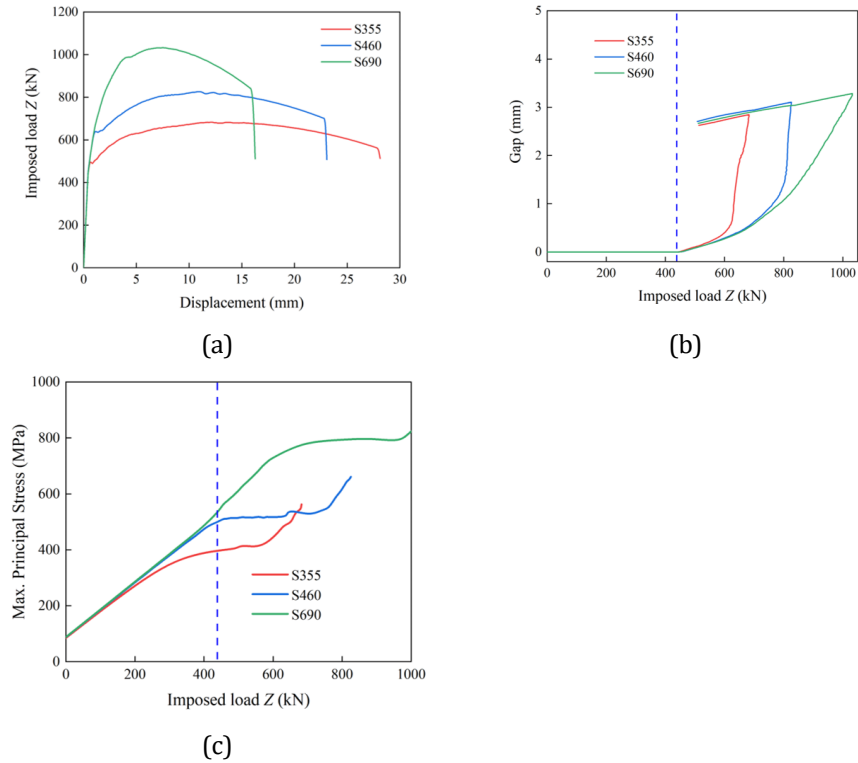 1200
1000
800
600
400
200
0
0 5 10 15 20 25 30
Imposed load Z (kN)
Displacement (mm)
S355
S460
S690
(a)
5
4
3
2
1
0
0 200 400 600 800 1000
Gap (mm)
Imposed load Z (kN)
S355
S460
S690
(b)
1000
800
600
400
200
0
0 200 400 600 800 1000
Max. Principal Stress (MPa)
Imposed load Z (kN)
S355
S460
S690
(c)